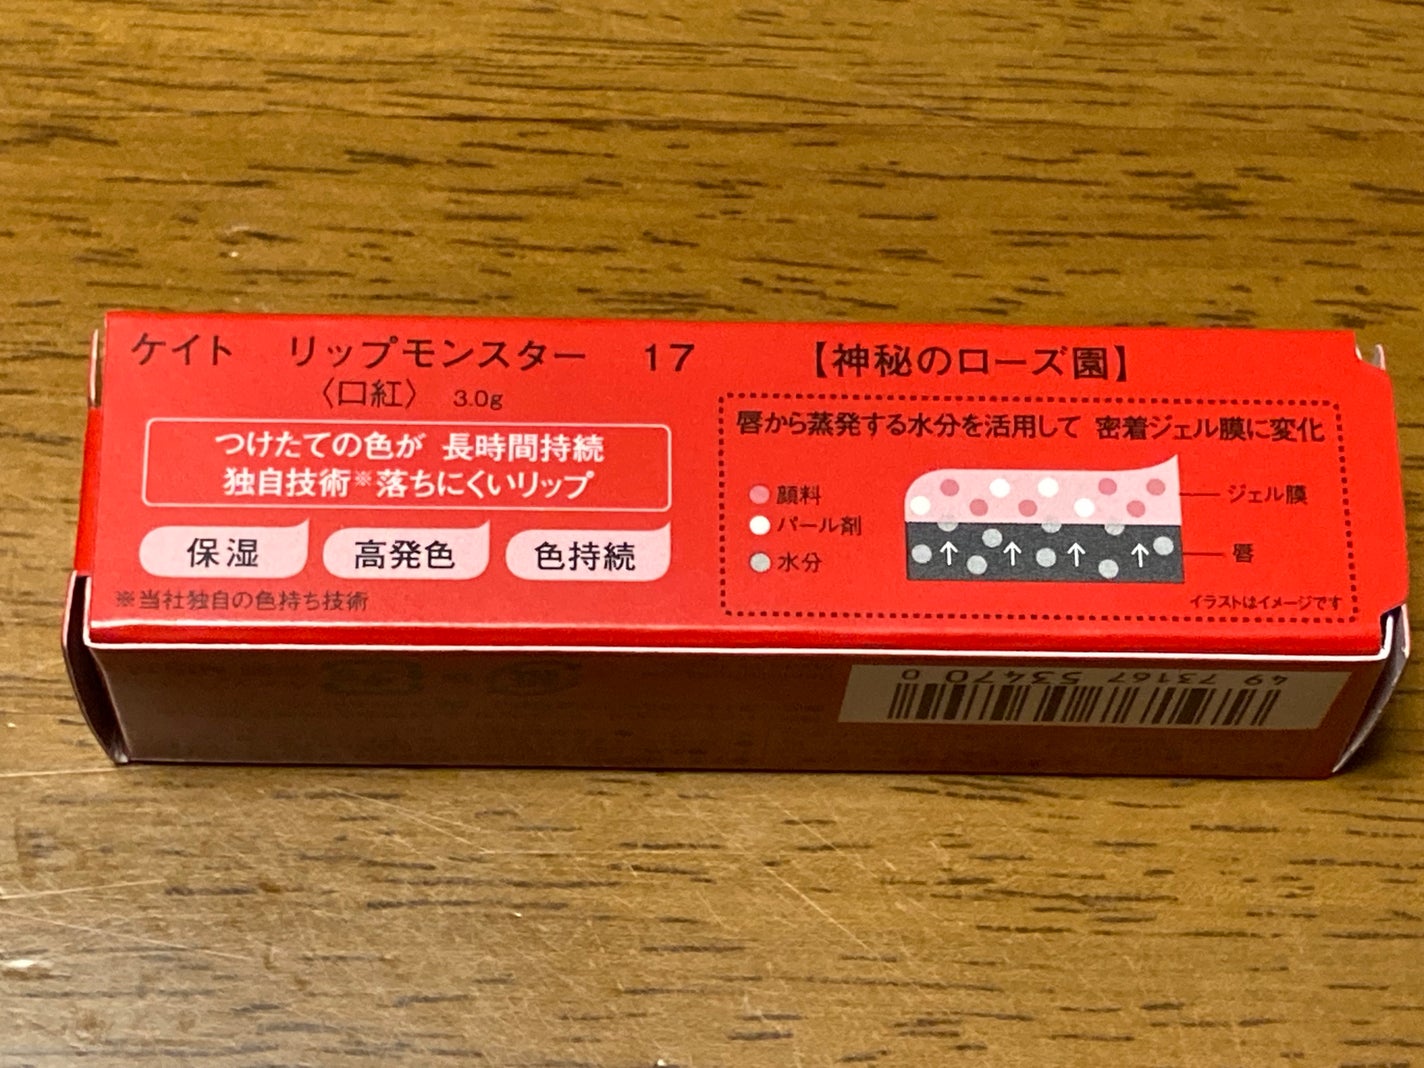 ケイト リップモンスター 17 【神秘のローズ園】
〈口紅〉 3.0g
つけたての色が 長時間持続
独自技術※落ちにくいリップ
保湿 高発色 色持続
※当社独自の色持ち技術
唇から蒸発する水分を活用して 密着ジェル膜に変化
顔料
パール剤
水分
ジェル膜
唇
イラストはイメージです
49 73167 53470 0